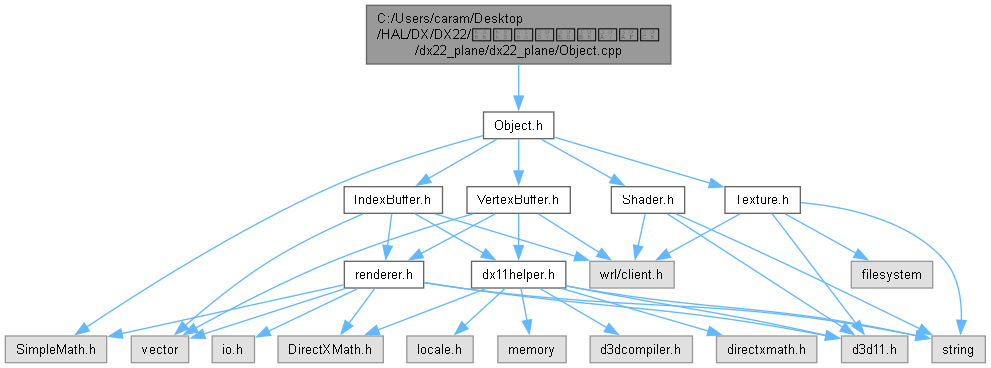 C:/Users/caram/Desktop
/HAL/DX/DX22/
/dx22_plane/dx22_plane/Object.cpp
Object.h
IndexBuffer.h
VertexBuffer.h
Shader.h
Texture.h
renderer.h
dx11helper.h
wrl/client.h
filesystem
SimpleMath.h
vector
io.h
DirectXMath.h
locale.h
memory
d3dcompiler.h
directxmath.h
d3d11.h
string